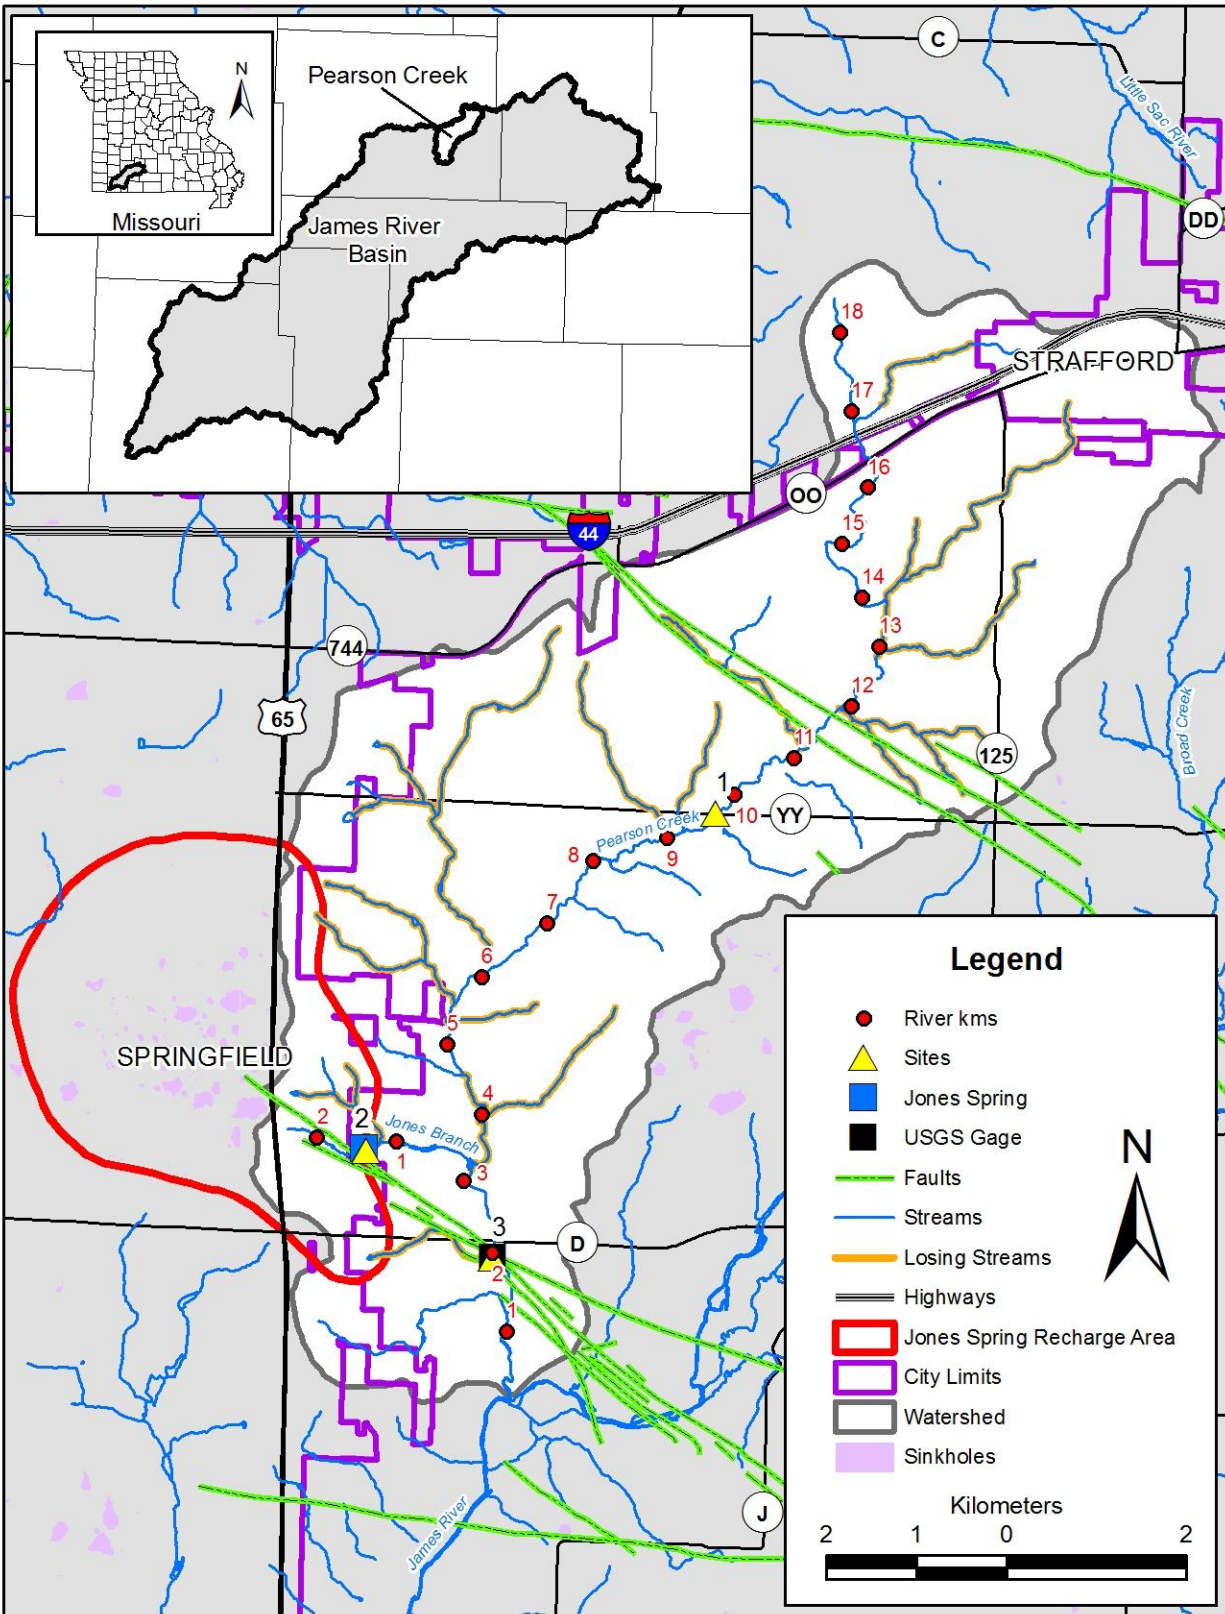 C
Little Sac River
DD
N
Missouri
Pearson Creek
James River
Basin
18
STRAFFORD
17
16
OO
15
44
14
13
744
12
65
11
125
Broad Creek
1
10
YY
Pearson Creek
9
8
7
6
5
SPRINGFIELD
4
2
2
Jones Branch
1
3
3
D
2
1
James River
J
Legend
River kms
Sites
Jones Spring
USGS Gage
Faults
Streams
Losing Streams
Highways
Jones Spring Recharge Area
City Limits
Watershed
Sinkholes
N
Kilometers
2 1 0 2